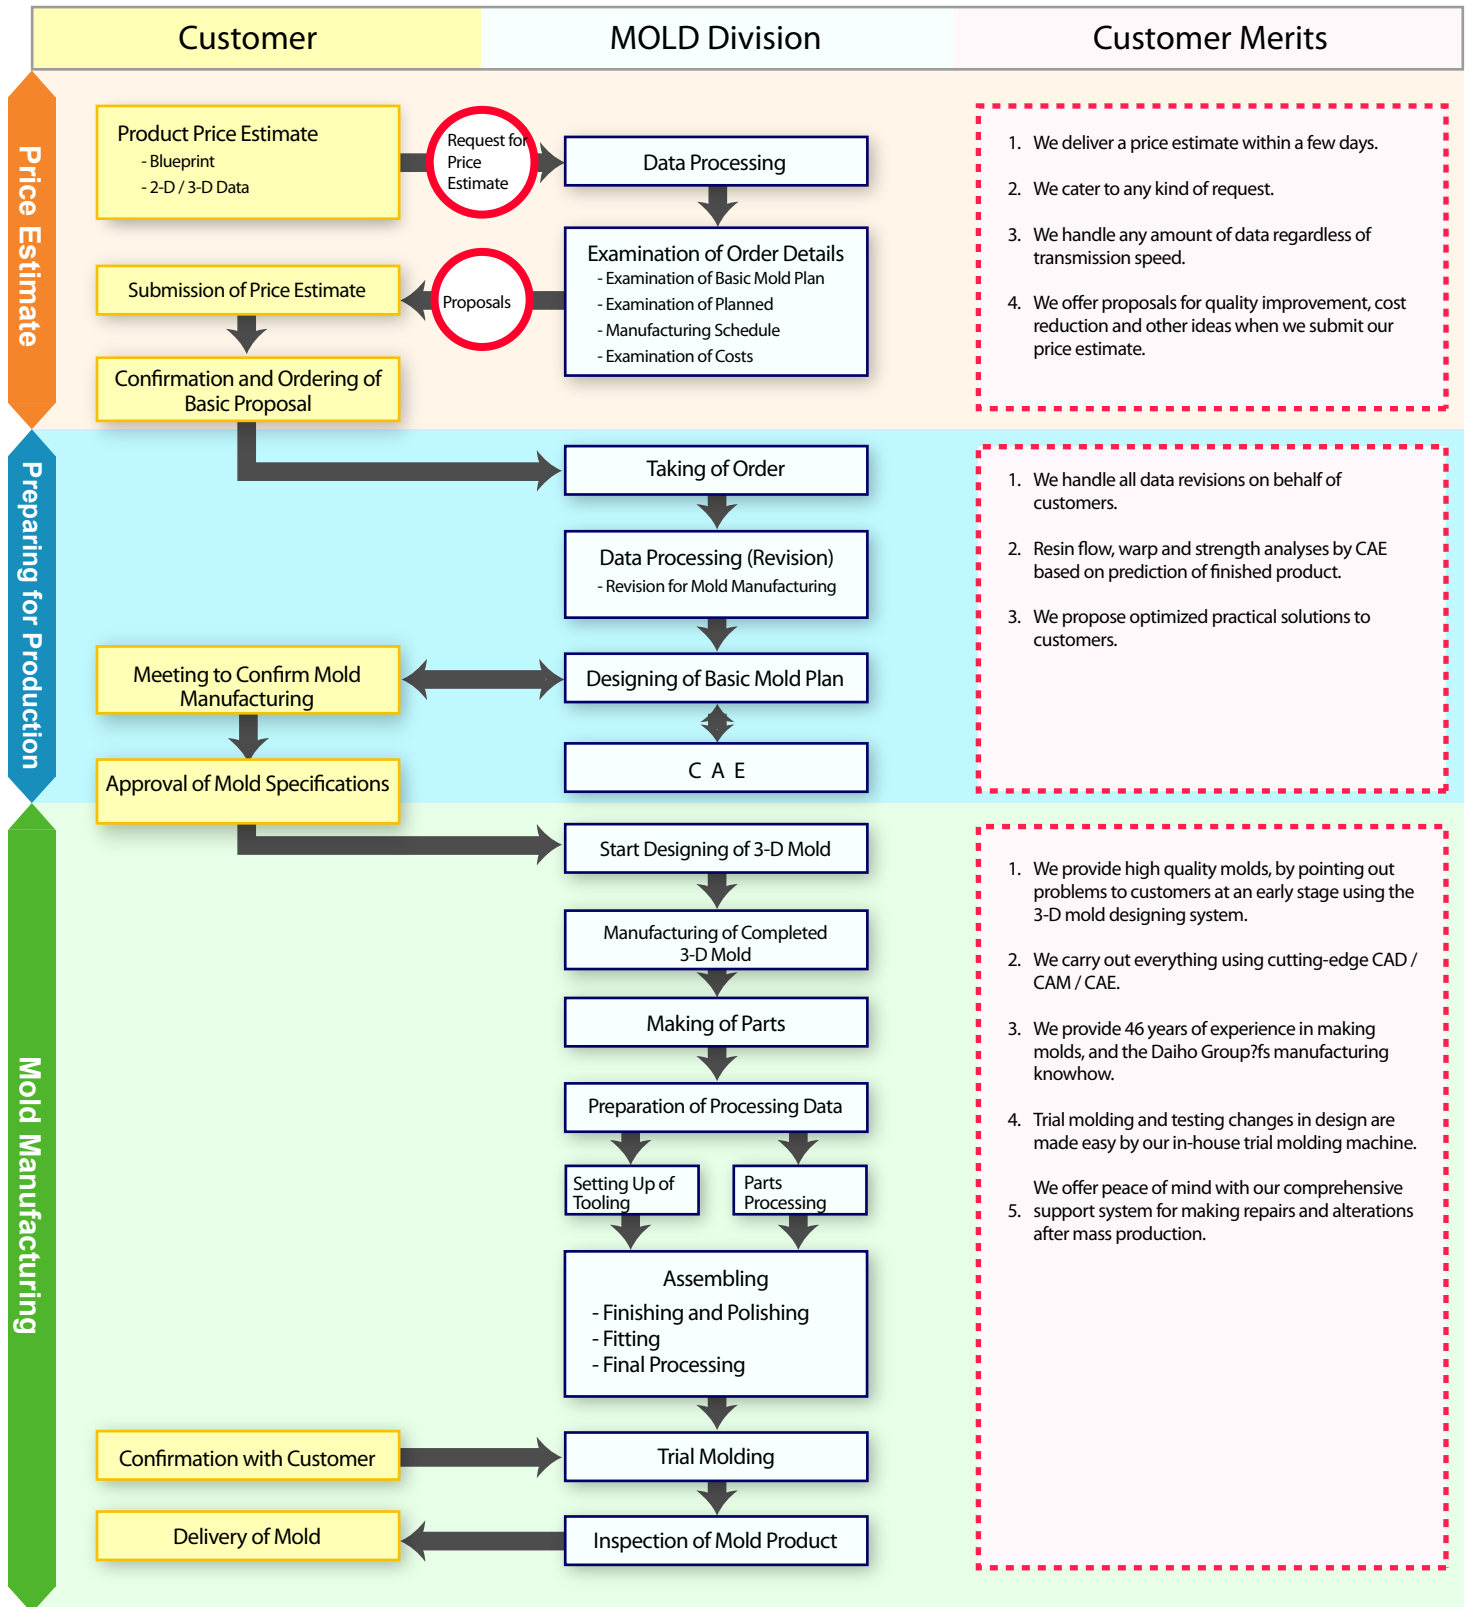 Customer
MOLD Division
Customer Merits
Price Estimate
Product Price Estimate
- Blueprint
- 2-D / 3-D Data
Request for
Price
Estimate
Data Processing
Examination of Order Details
- Examination of Basic Mold Plan
- Examination of Planned
- Manufacturing Schedule
- Examination of Costs
Proposals
Submission of Price Estimate
Confirmation and Ordering of
Basic Proposal
1. We deliver a price estimate within a few days.
2. We cater to any kind of request.
3. We handle any amount of data regardless of
transmission speed.
4. We offer proposals for quality improvement, cost
reduction and other ideas when we submit our
price estimate.
Preparing for Production
Taking of Order
Data Processing (Revision)
- Revision for Mold Manufacturing
Meeting to Confirm Mold
Manufacturing
Designing of Basic Mold Plan
Approval of Mold Specifications
C A E
1. We handle all data revisions on behalf of
customers.
2. Resin flow, warp and strength analyses by CAE
based on prediction of finished product.
3. We propose optimized practical solutions to
customers.
Mold Manufacturing
Start Designing of 3-D Mold
Manufacturing of Completed
3-D Mold
Making of Parts
Preparation of Processing Data
Setting Up of
Tooling
Parts
Processing
Assembling
- Finishing and Polishing
- Fitting
- Final Processing
Confirmation with Customer
Trial Molding
Delivery of Mold
Inspection of Mold Product
1. We provide high quality molds, by pointing out
problems to customers at an early stage using the
3-D mold designing system.
2. We carry out everything using cutting-edge CAD /
CAM / CAE.
3. We provide 46 years of experience in making
molds, and the Daiho Group?fs manufacturing
knowhow.
4. Trial molding and testing changes in design are
made easy by our in-house trial molding machine.
We offer peace of mind with our comprehensive
5. support system for making repairs and alterations
after mass production.